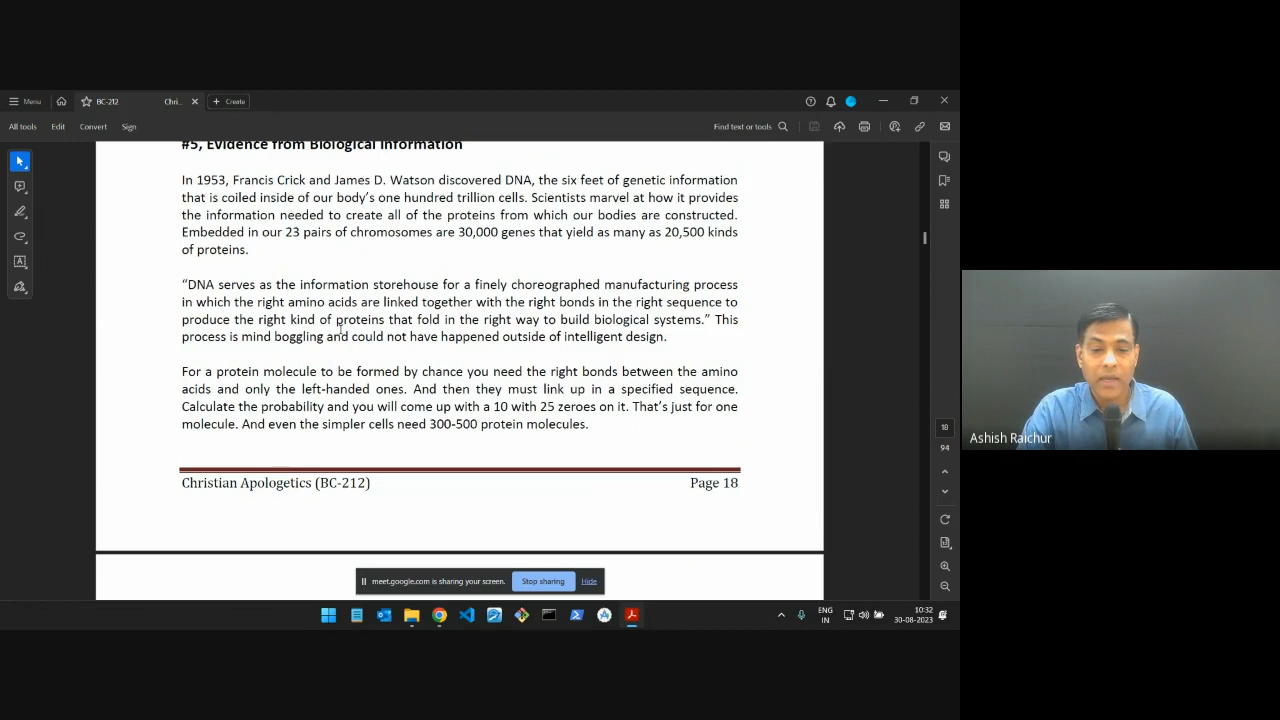 Menu
BC-212
Chri...
Create
All tools
Edit
Convert
Sign
Find text or tools
#5, Evidence from Biological Information
In 1953, Francis Crick and James D. Watson discovered DNA, the six feet of genetic information
that is coiled inside of our body's one hundred trillion cells. Scientists marvel at how it provides
the information needed to create all of the proteins from which our bodies are constructed.
Embedded in our 23 pairs of chromosomes are 30,000 genes that yield as many as 20,500 kinds
of proteins.
“DNA serves as the information storehouse for a finely choreographed manufacturing process
in which the right amino acids are linked together with the right bonds in the right sequence to
produce the right kind of proteins that fold in the right way to build biological systems.” This
process is mind boggling and could not have happened outside of intelligent design.
For a protein molecule to be formed by chance you need the right bonds between the amino
acids and only the left-handed ones. And then they must link up in a specified sequence.
Calculate the probability and you will come up with a 10 with 25 zeroes on it. That's just for one
molecule. And even the simpler cells need 300-500 protein molecules.
Christian Apologetics (BC-212)
Page 18
18
94
Ashish Raichur
meet.google.com is sharing your screen.
Stop sharing
Hide
ENG
IN
10:32
30-08-2023